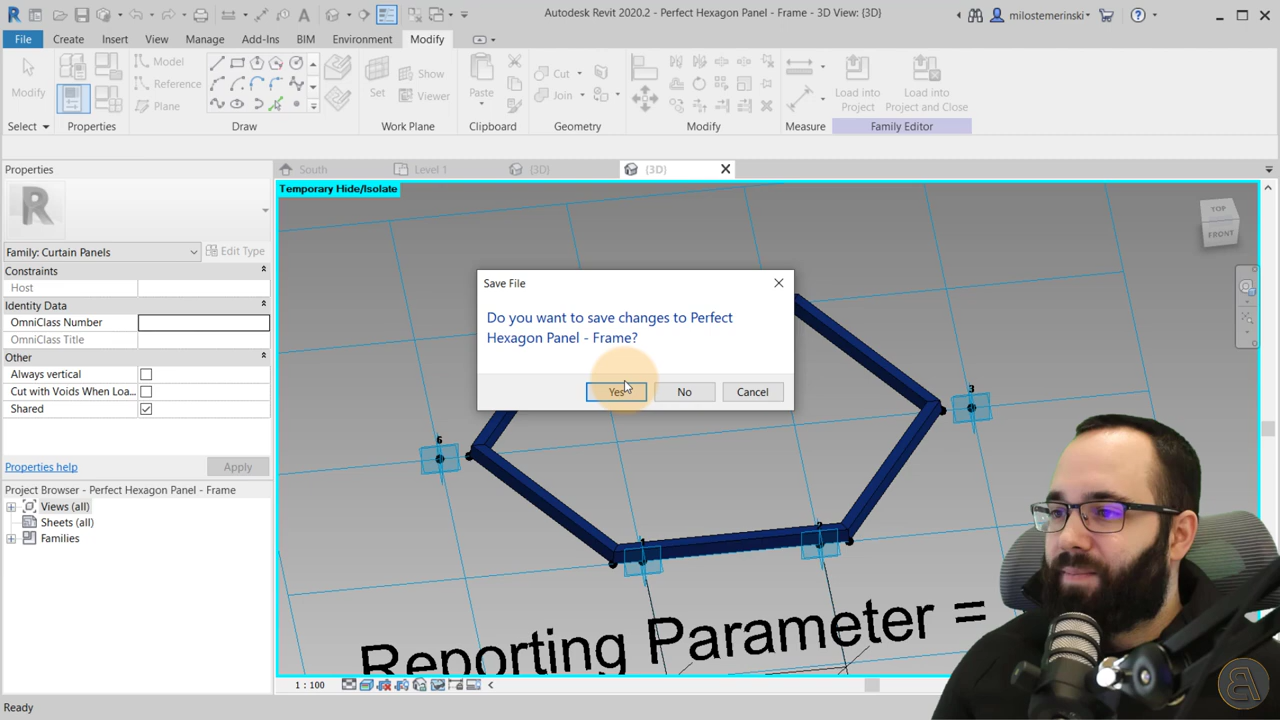 Autodesk Revit 2020.2 - Perfect Hexagon Panel - Frame - 3D View: {3D}
milostemerinski
File
Create
Insert
View
Manage
Add-Ins
BIM
Environment
Modify
Modify
Model
Reference
Plane
Set
Show
Viewer
Paste
Cut
Join
Load into
Project
Load into
Project and Close
Select
Properties
Draw
Work Plane
Clipboard
Geometry
Modify
Measure
Family Editor
Properties
South
Level 1
{3D}
{3D}
Temporary Hide/Isolate
TOP
FRONT
Family: Curtain Panels
Edit Type
Constraints
Host
Identity Data
OmniClass Number
OmniClass Title
Other
Always vertical
Cut with Voids When Loa...
Shared
Properties help
Apply
Save File
Do you want to save changes to Perfect
Hexagon Panel - Frame?
Yes
No
Cancel
3
6
Project Browser - Perfect Hexagon Panel - Frame
Views (all)
Sheets (all)
Families
Reporting Parameter =
1 : 100
Ready